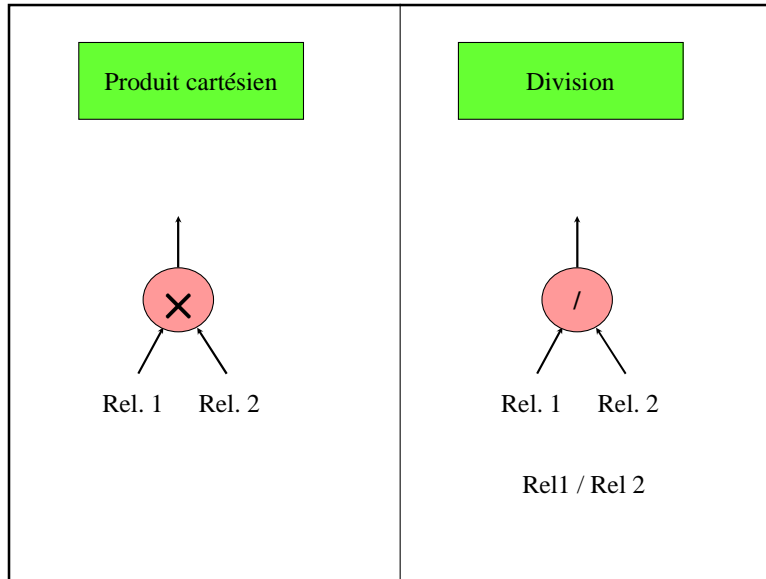 Produit cartésien
×
Rel. 1 Rel. 2
Division
/
Rel. 1 Rel. 2
Rel1 / Rel 2